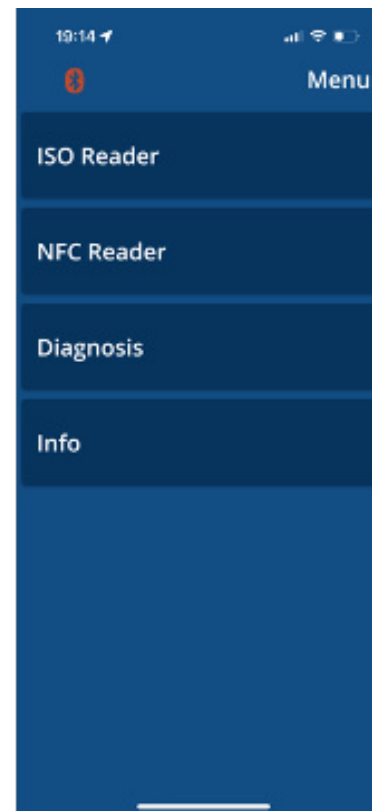 19:14
Menu
ISO Reader
NFC Reader
Diagnosis
Info